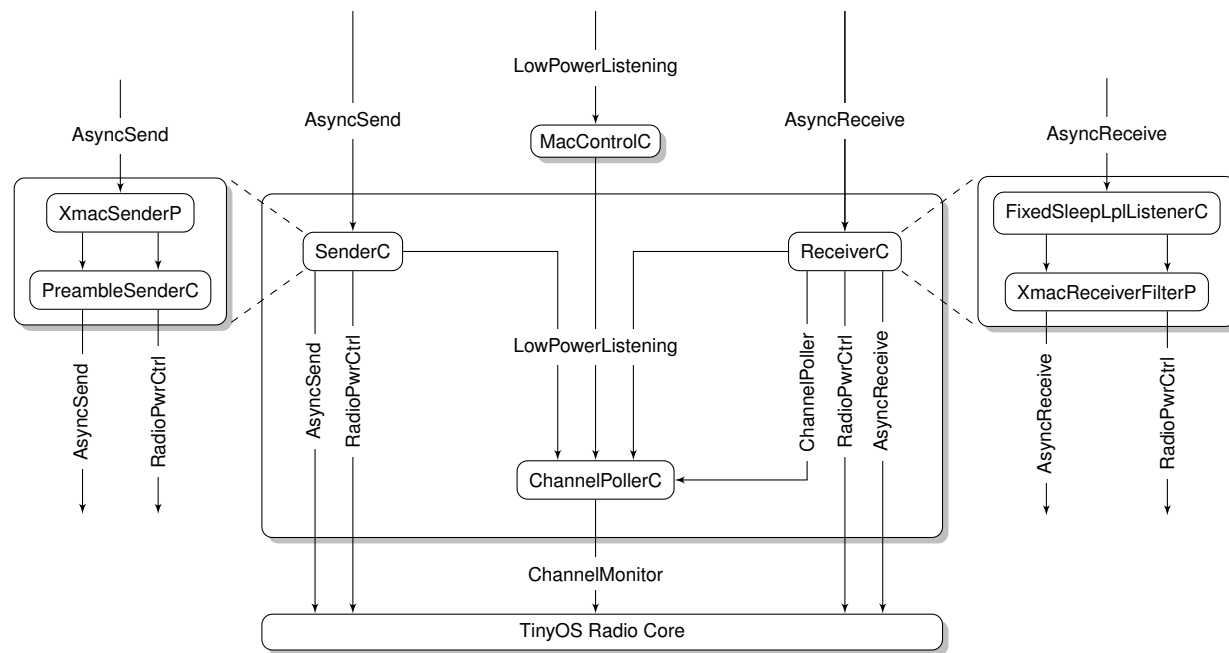 LowPowerListening
AsyncSend
AsyncSend
MacControlC
AsyncReceive
AsyncReceive
XmacSenderP
PreambleSenderC
SenderC
ReceiverC
FixedSleepLplListenerC
XmacReceiverFilterP
AsyncSend
RadioPwrCtrl
AsyncSend
RadioPwrCtrl
LowPowerListening
ChannelPoller
RadioPwrCtrl
AsyncReceive
AsyncReceive
RadioPwrCtrl
ChannelPollerC
ChannelMonitor
TinyOS Radio Core